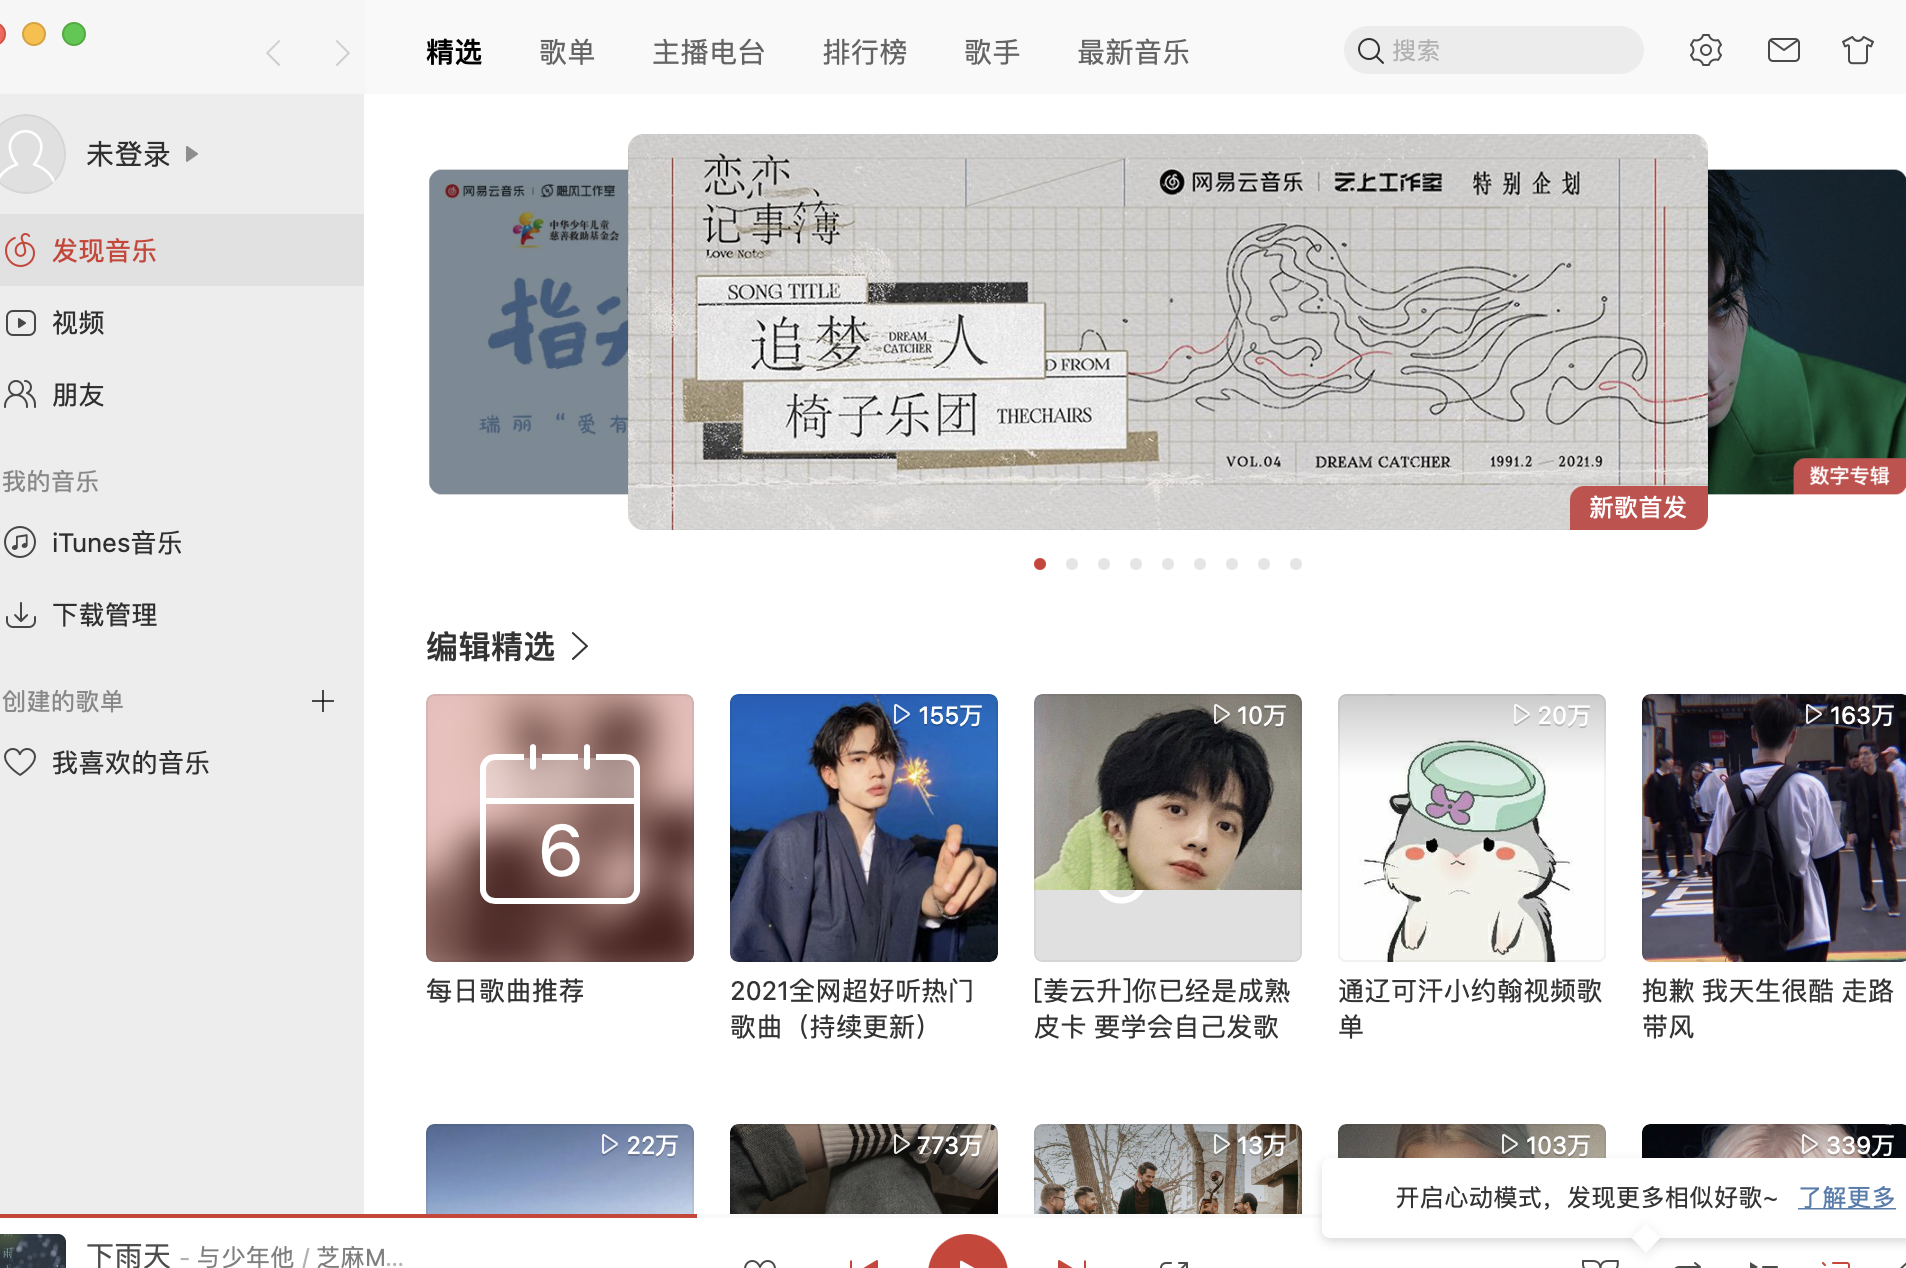 精选 歌单 主播电台 排行榜 歌手 最新音乐 搜索
未登录
发现音乐
视频
朋友
我的音乐
iTunes音乐
下载管理
创建的歌单
我喜欢的音乐
网易云音乐 飓风工作室
中华少年儿童
慈善救助基金会
瑞丽“爱有
恋恋、
记事簿
Love Note
网易云音乐 云上工作室 特别企划
SONG TITLE
追梦 DREAM CATCHER 人
D FROM
椅子乐团 THECHAIRS
VOL.04 DREAM CATCHER 1991.2 2021.9
新歌首发
数字专辑
编辑精选
6
155万
10万
20万
163万
每日歌曲推荐
2021全网超好听热门
歌曲（持续更新）
[姜云升]你已经是成熟
皮卡 要学会自己发歌
通辽可汗小约翰视频歌
单
抱歉 我天生很酷 走路
带风
22万
773万
13万
103万
339万
开启心动模式，发现更多相似好歌~ 了解更多
下雨天 - 与少年他 / 芝麻M...